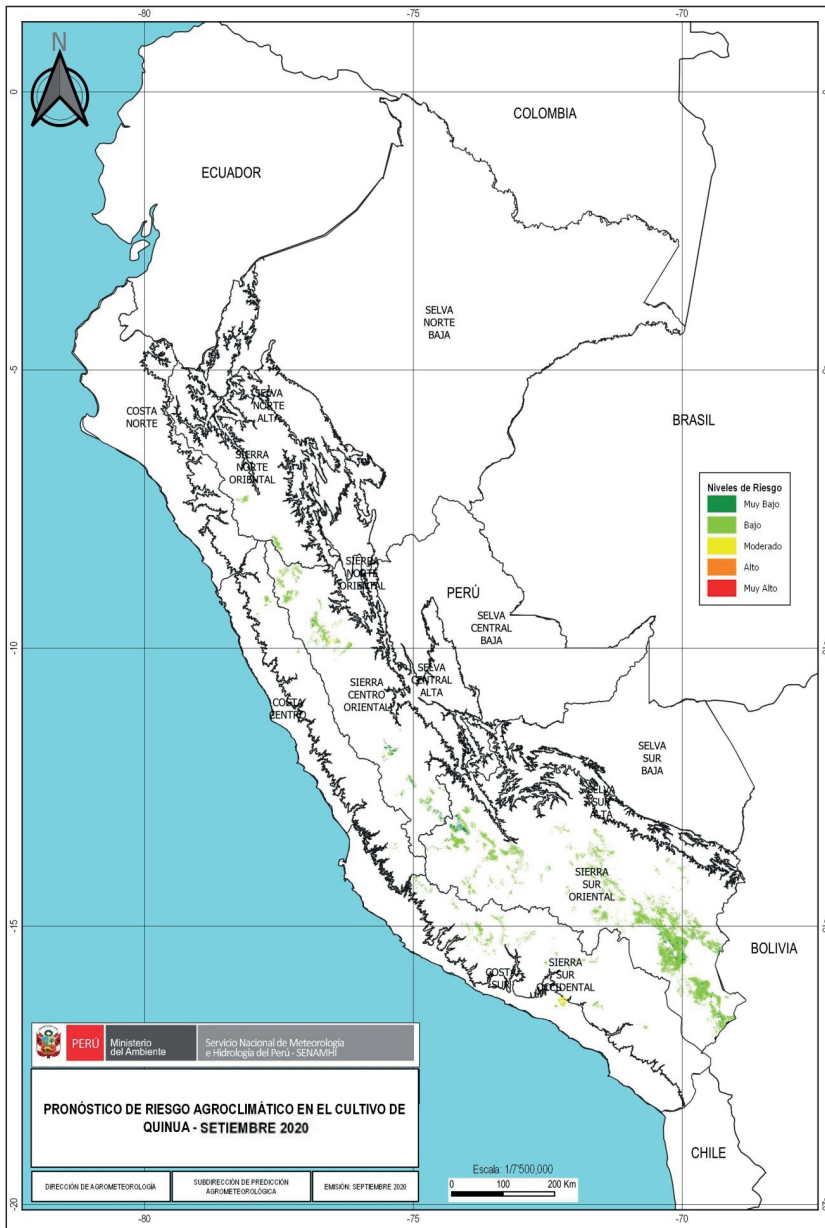 -80
-75
-70
N
0
COLOMBIA
ECUADOR
SELVA
NORTE
BAJA
-5
COSTA
NORTE
SELVA
NORTE
ALTA
BRASIL
SIERRA
NORTE
ORIENTAL
Niveles de Riesgo
Muy Bajo
Bajo
Moderado
Alto
Muy Alto
SIERRA
NORTE
ORIENTAL
PERÚ
SELVA
CENTRAL
BAJA
-10
SELVA
CENTRAL
ALTA
SIERRA
CENTRO
ORIENTAL
COSTA
CENTRO
SELVA
SUR
BAJA
SELVA
SUR
ALTA
SIERRA
SUR
ORIENTAL
-15
BOLIVIA
COSTA
SUR
SIERRA
SUR
OCCIDENTAL
PERÚ
Ministerio
del Ambiente
Servicio Nacional de Meteorología
e Hidrología del Perú - SENAMHI
PRONÓSTICO DE RIESGO AGROCLIMÁTICO EN EL CULTIVO DE
QUINUA - SETIEMBRE 2020
DIRECCIÓN DE AGROMETEOROLOGÍA
SUBDIRECCIÓN DE PREDICCIÓN
AGROMETEOROLÓGICA
EMISIÓN: SEPTIEMBRE 2020
Escala: 1/7'500,000
0 100 200 Km
CHILE
-20
-80
-75
-70